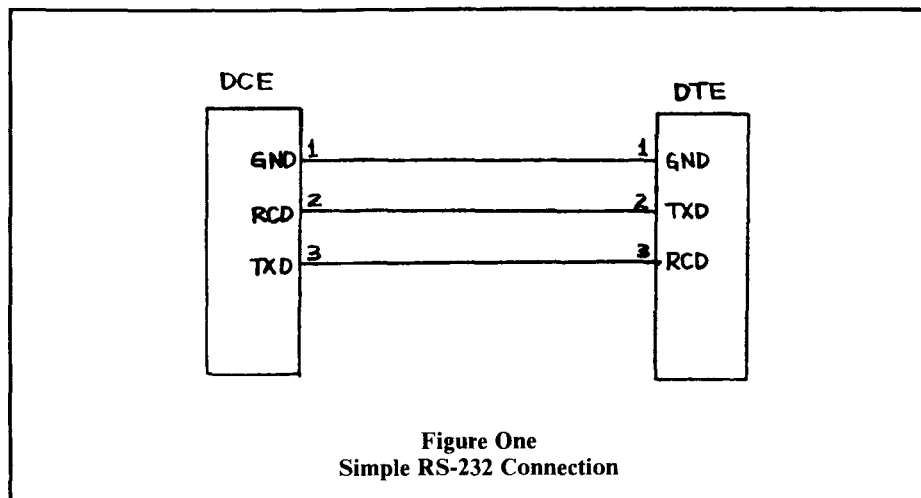 DCE DTE
GND 1 1 GND
RCD 2 2 TXD
TXD 3 3 RCD
Figure One
Simple RS-232 Connection